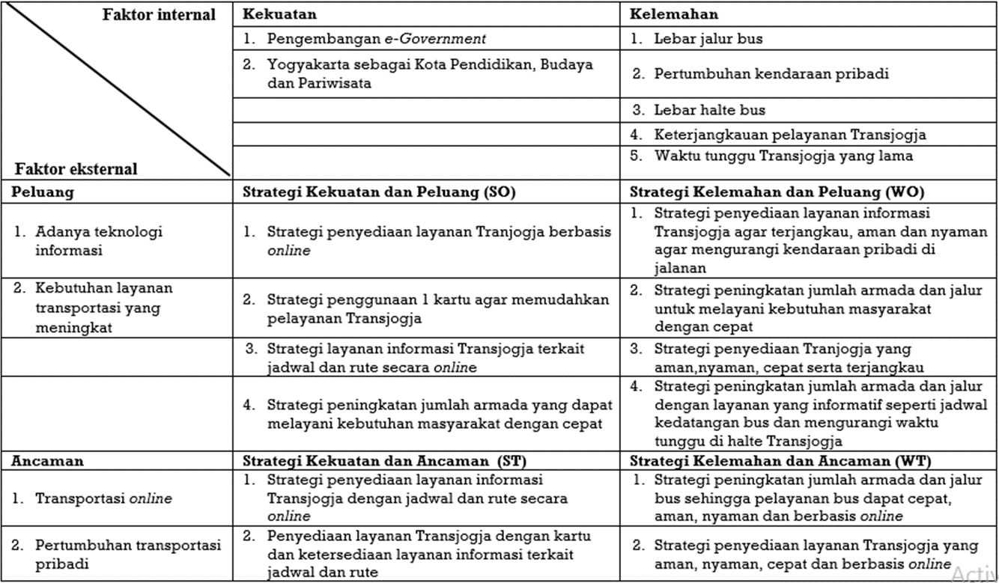 Faktor internal
Faktor eksternal
Kekuatan
Kelemahan
1. Pengembangan e-Government
1. Lebar jalur bus
2. Yogyakarta sebagai Kota Pendidikan, Budaya
dan Pariwisata
2. Pertumbuhan kendaraan pribadi
3. Lebar halte bus
4. Keterjangkauan pelayanan Transjogja
5. Waktu tunggu Transjogja yang lama
Peluang
Strategi Kekuatan dan Peluang (SO)
Strategi Kelemahan dan Peluang (WO)
1. Adanya teknologi
informasi
1. Strategi penyediaan layanan Tranjogja berbasis
online
1. Strategi penyediaan layanan informasi
Transjogja agar terjangkau, aman dan nyaman
agar mengurangi kendaraan pribadi di
jalanan
2. Kebutuhan layanan
transportasi yang
meningkat
2. Strategi penggunaan 1 kartu agar memudahkan
pelayanan Transjogja
2. Strategi peningkatan jumlah armada dan jalur
untuk melayani kebutuhan masyarakat
dengan cepat
3. Strategi layanan informasi Transjogja terkait
jadwal dan rute secara online
3. Strategi penyediaan Tranjogja yang
aman,nyaman, cepat serta terjangkau
4. Strategi peningkatan jumlah armada yang dapat
melayani kebutuhan masyarakat dengan cepat
4. Strategi peningkatan jumlah armada dan jalur
dengan layanan yang informatif seperti jadwal
kedatangan bus dan mengurangi waktu
tunggu di halte Transjogja
Ancaman
Strategi Kekuatan dan Ancaman (ST)
Strategi Kelemahan dan Ancaman (WT)
1. Transportasi online
1. Strategi penyediaan layanan informasi
Transjogja dengan jadwal dan rute secara
online
1. Strategi peningkatan jumlah armada dan jalur
bus sehingga pelayanan bus dapat cepat,
aman, nyaman dan berbasis online
2. Pertumbuhan transportasi
pribadi
2. Penyediaan layanan Transjogja dengan kartu
dan ketersediaan layanan informasi terkait
jadwal dan rute
2. Strategi penyediaan layanan Transjogja yang
aman, nyaman, cepat dan berbasis online